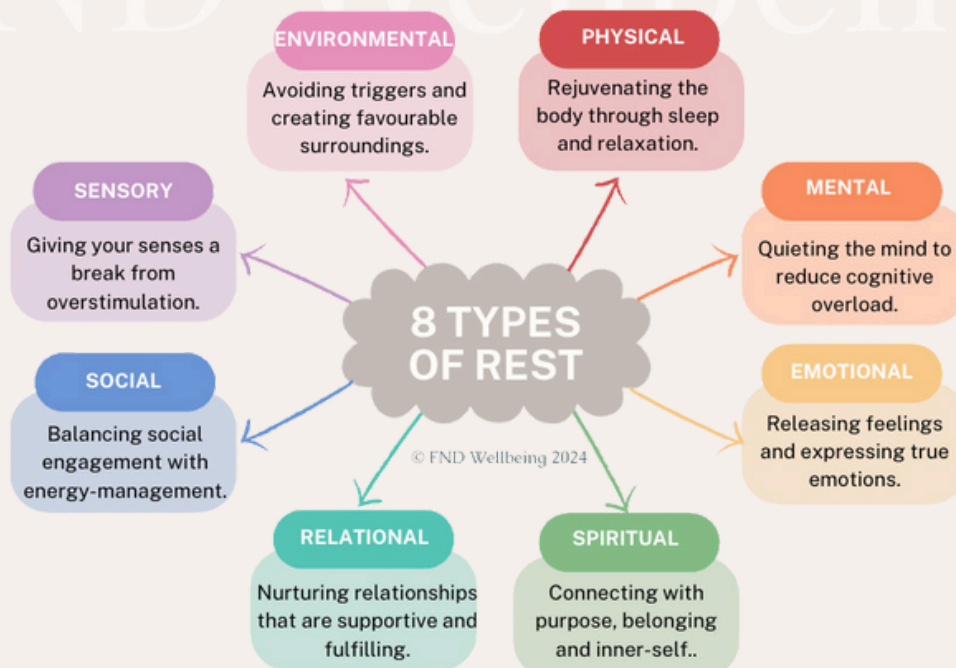 ND Wellbein
ENVIRONMENTAL
Avoiding triggers and
creating favourable
surroundings.
PHYSICAL
Rejuvenating the
body through sleep
and relaxation.
SENSORY
Giving your senses a
break from
overstimulation.
MENTAL
Quieting the mind to
reduce cognitive
overload.
8 TYPES
OF REST
SOCIAL
Balancing social
engagement with
energy-management.
EMOTIONAL
Releasing feelings
and expressing true
emotions.
© FND Wellbeing 2024
RELATIONAL
Nurturing relationships
that are supportive and
fulfilling.
SPIRITUAL
Connecting with
purpose, belonging
and inner-self..